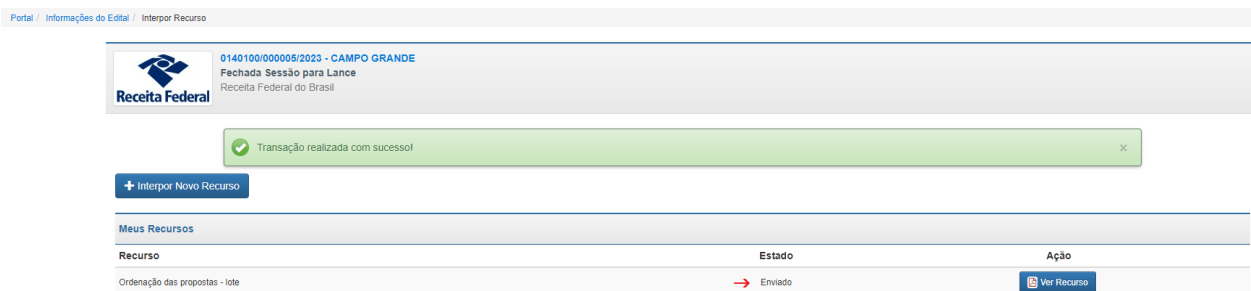 Portal / Informações do Edital / Interpor Recurso
0140100/000005/2023 - CAMPO GRANDE
Fechada Sessão para Lance
Receita Federal do Brasil
Receita Federal
Transação realizada com sucesso! ×
+ Interpor Novo Recurso
Meus Recursos
Recurso Estado Ação
Ordenação das propostas - lote → Enviado Ver Recurso